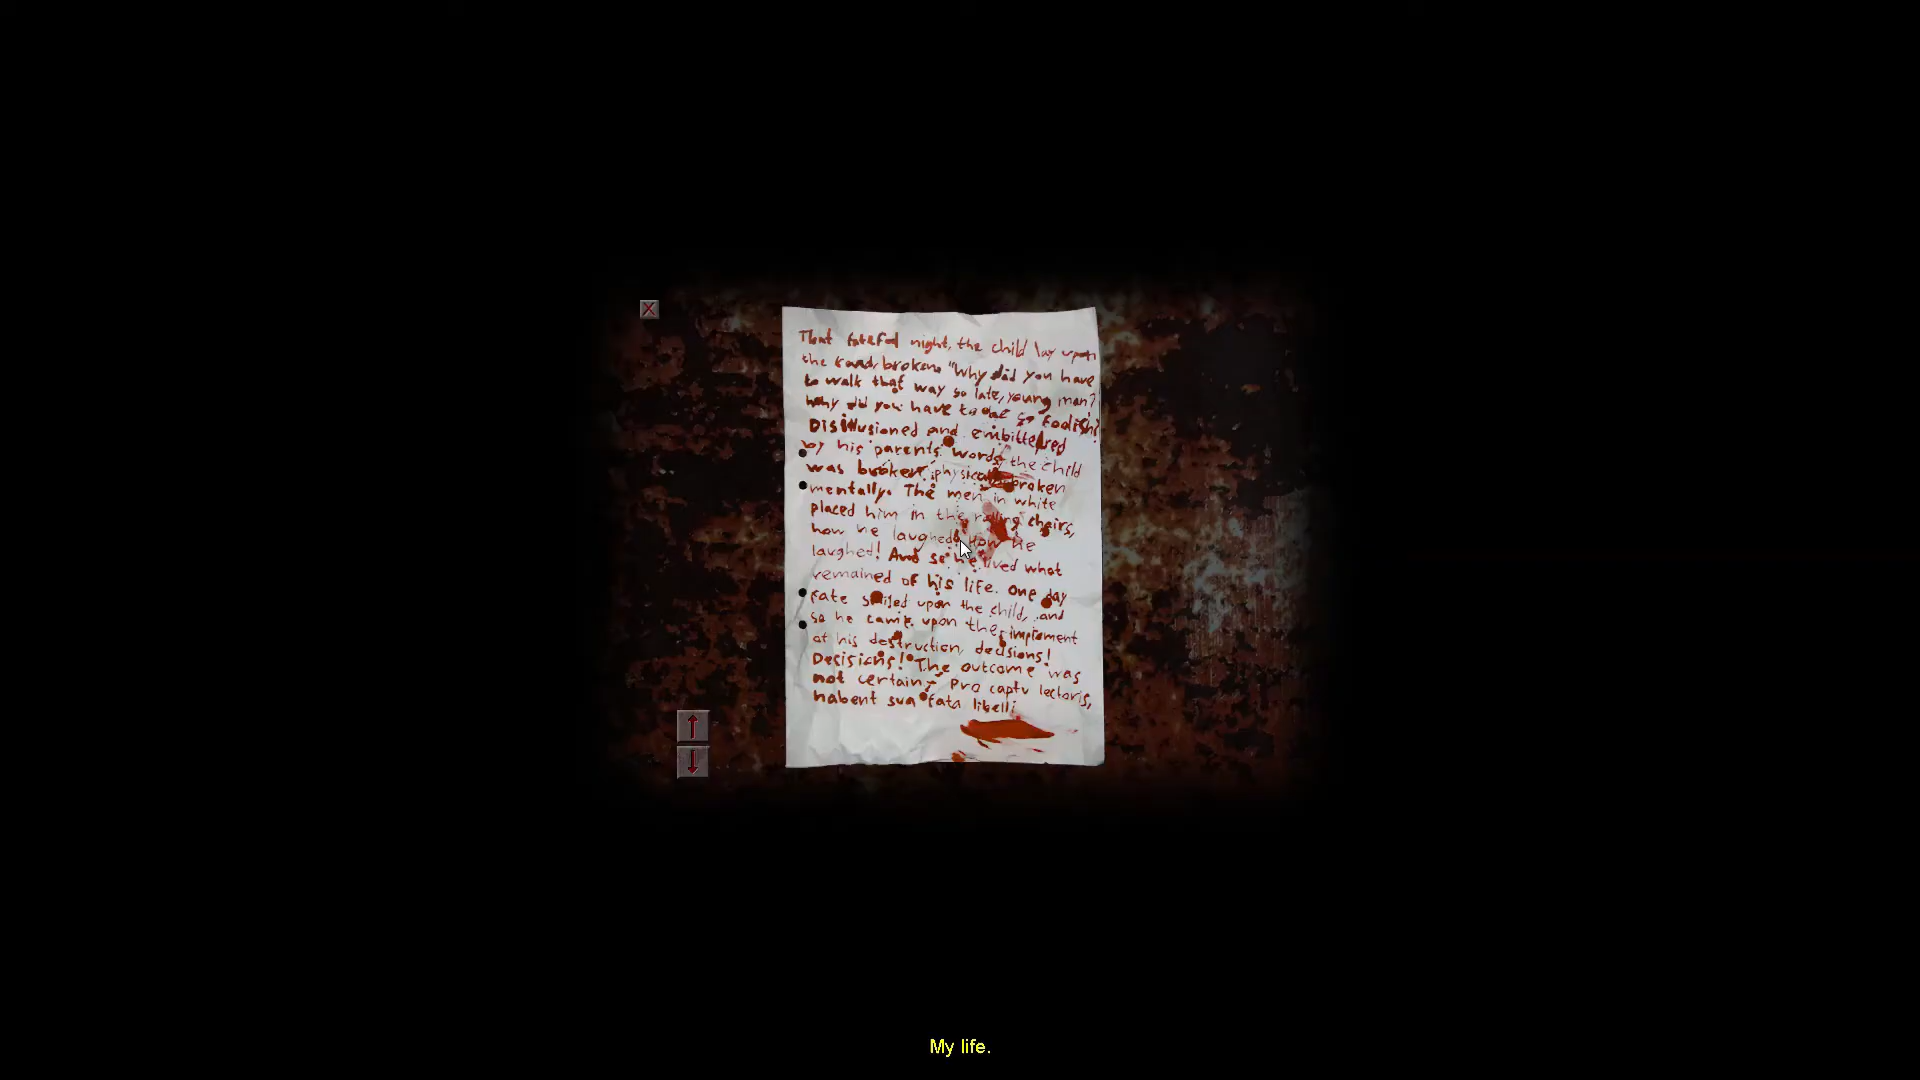 That fateful night, the child lay upon
the road, broken. "Why did you have
to walk that way so late, young man?
Why did you have to be so foolish?
Disillusioned and embittered
by his parents words, the child
was broken, physically broken
mentally. The men in white
placed him in the rolling chairs,
how he laughed! How he
laughed! And so he lived what
remained of his life. One day
fate smiled upon the child, and
so he came upon the implement
of his destruction, decisions!
Decisions! The outcome was
not certain- Pro captu lectoris,
habent sua fata libelli
My life.